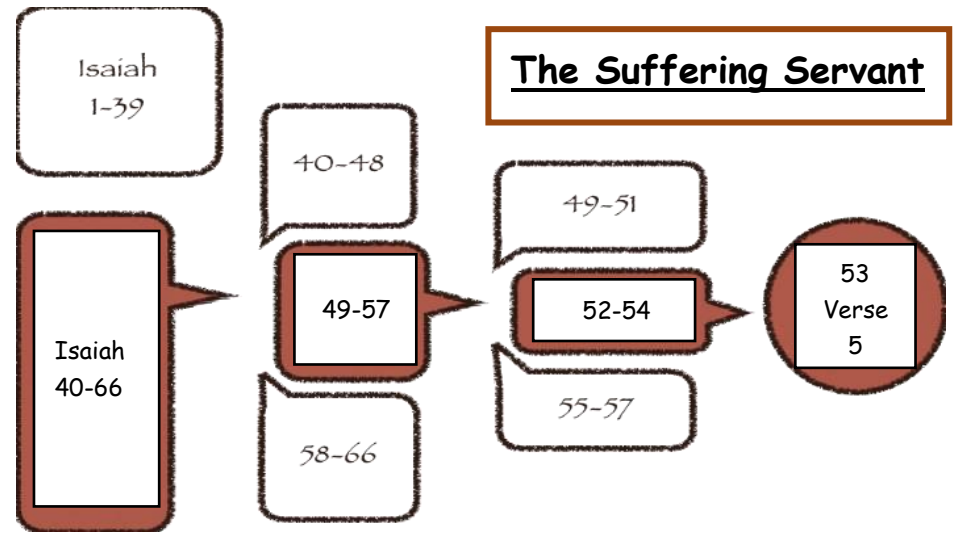 The Suffering Servant
Isaiah
1-39
Isaiah
40-66
40-48
49-57
58-66
49-51
52-54
55-57
53
Verse
5